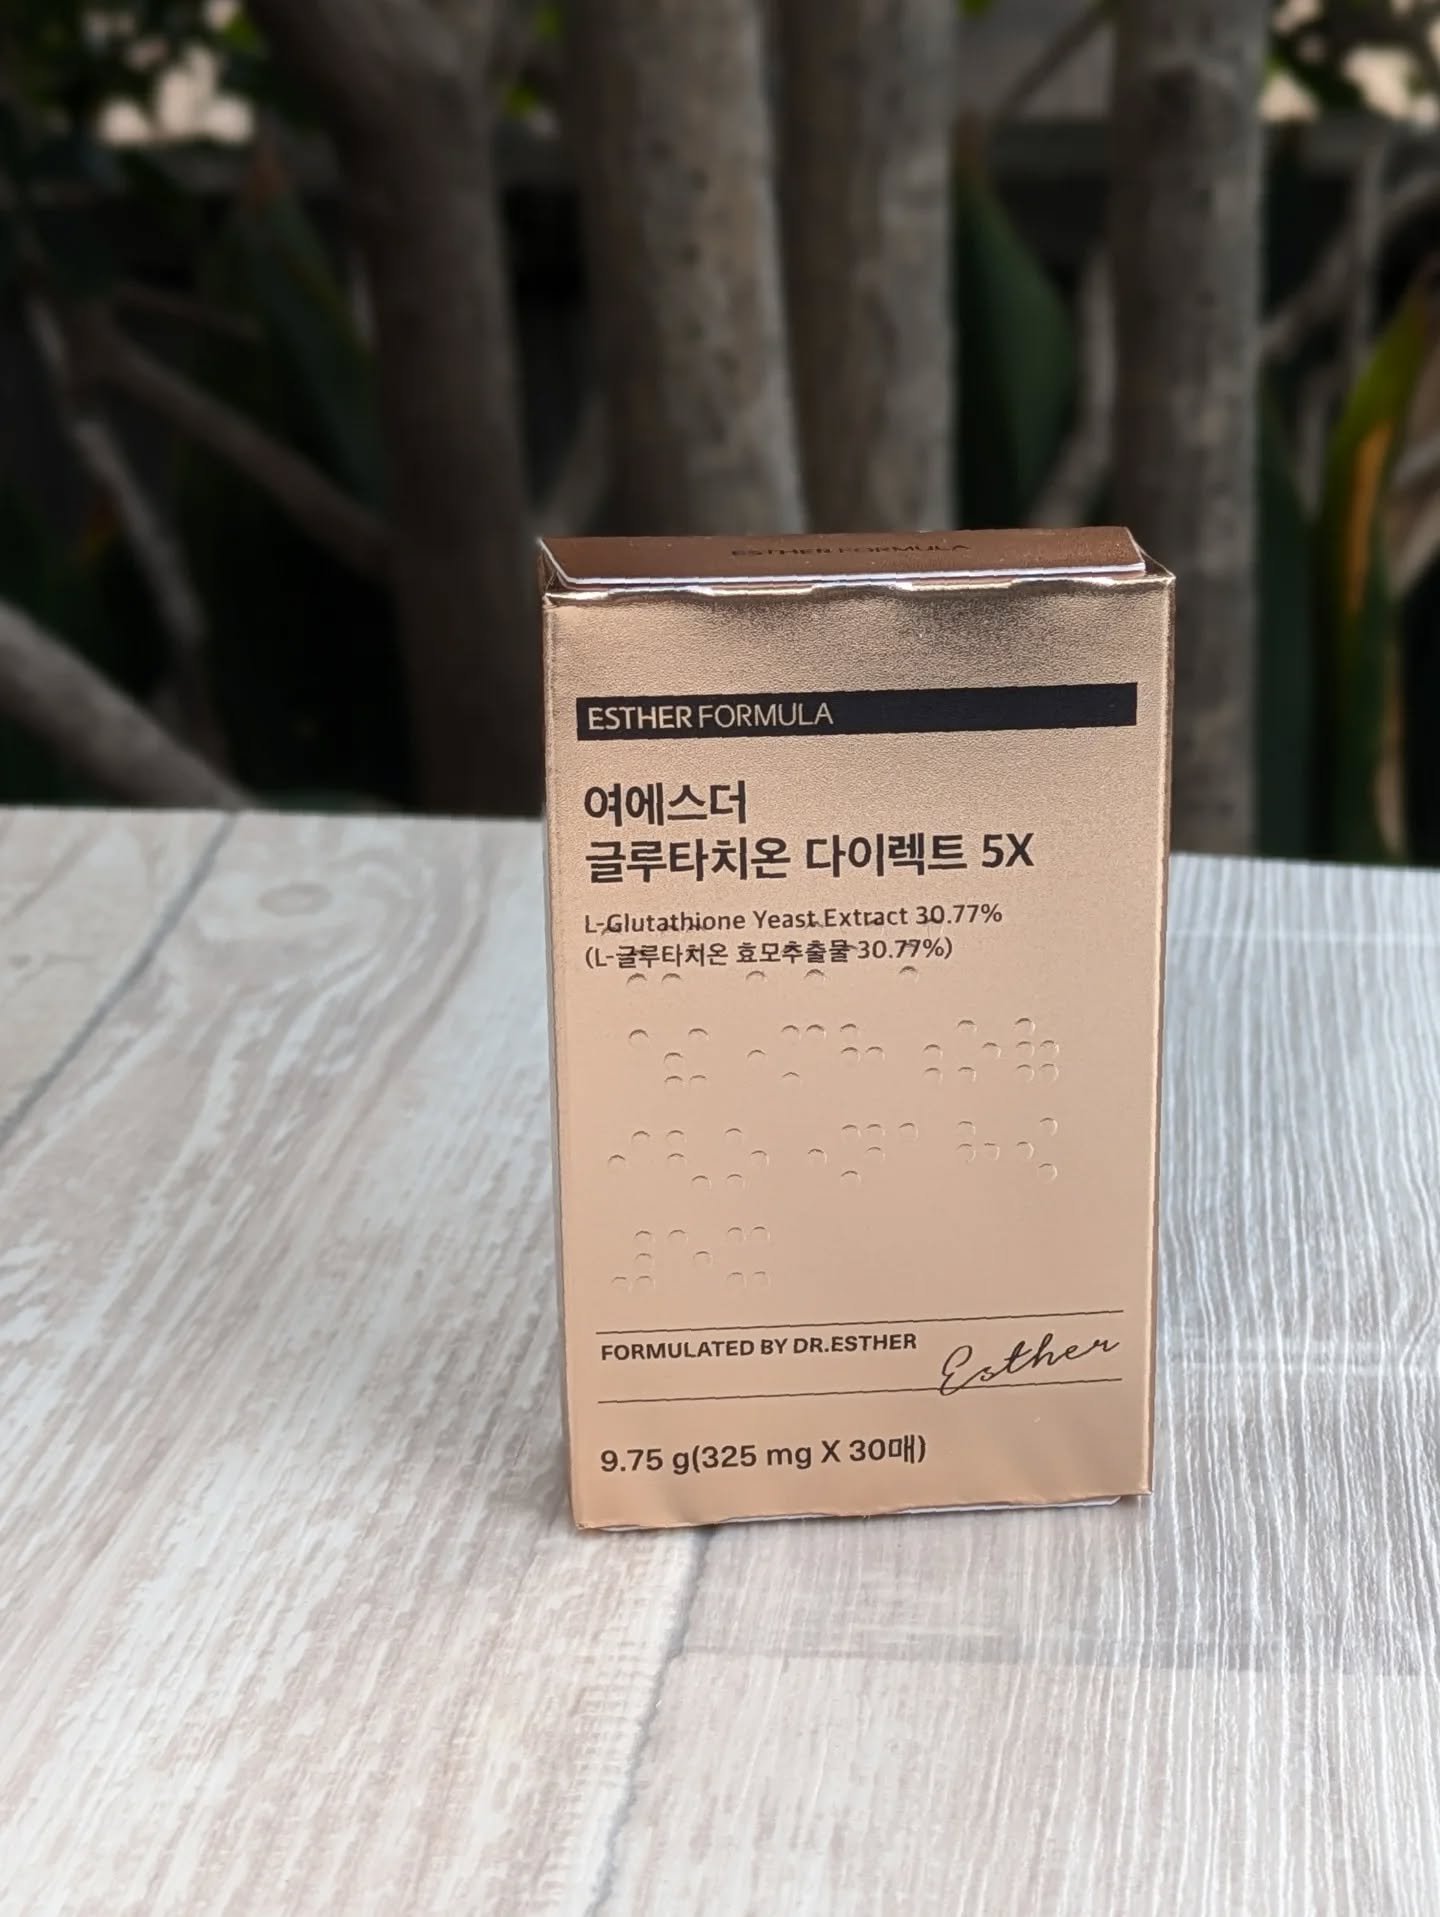 ESTHER FORMULA
ESTHER FORMULA
여에스더
글루타치온 다이렉트 5X
L-Glutathione Yeast Extract 30.77%
(L-글루타치온 효모추출물 30.77%)
FORMULATED BY DR.ESTHER
Esther
9.75 g(325 mg X 30매)